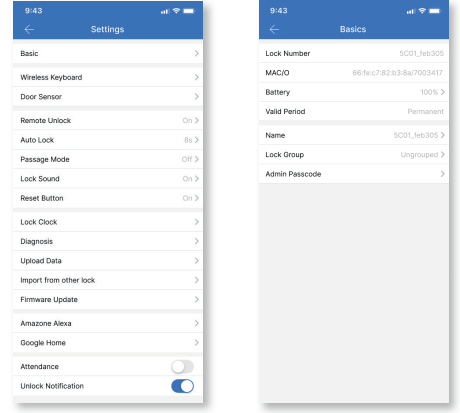 9:43
Settings
Basic
Wireless Keyboard
Door Sensor
Remote Unlock On
Auto Lock 8s
Passage Mode Off
Lock Sound On
Reset Button On
Lock Clock
Diagnosis
Upload Data
Import from other lock
Firmware Update
Amazone Alexa
Google Home
Attendance
Unlock Notification
9:43
Basics
Lock Number 5C01_feb305
MAC/O 66:fe:c7:82:b3:8a/7003417
Battery 100%
Valid Period Permanent
Name 5C01_feb305
Lock Group Ungrouped
Admin Passcode